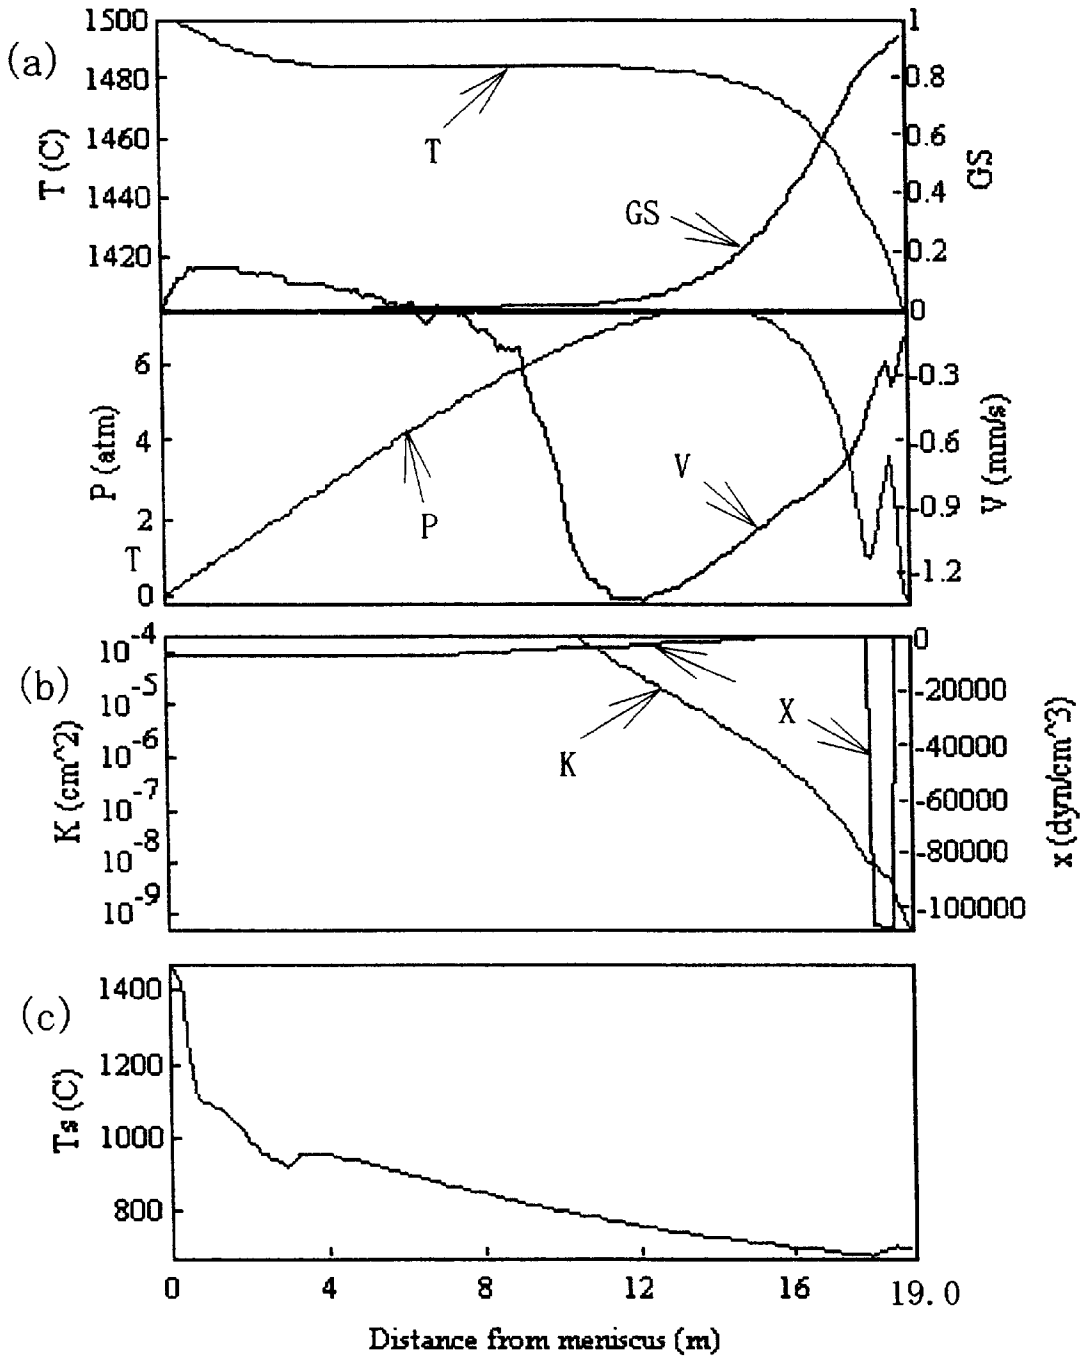 (a)
1500
1480
1460
1440
1420
T (C)
1
0.8
0.6
0.4
0.2
0
GS
T
GS
6
4
2
0
P (atm)
T
-0.3
-0.6
-0.9
-1.2
V (mm/s)
P
V
(b)
10^-4
10^-5
10^-6
10^-7
10^-8
10^-9
K (cm^2)
0
-20000
-40000
-60000
-80000
-100000
x (dyn/cm^3)
K
X
(c)
1400
1200
1000
800
Ts (C)
0 4 8 12 16 19.0
Distance from meniscus (m)